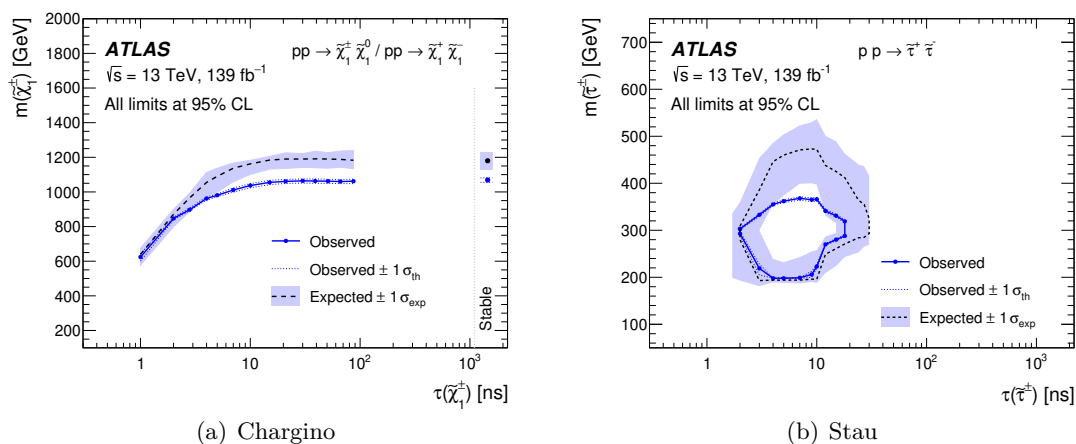 ATLAS
pp → χ̃₁^± χ̃₁^0 / pp → χ̃₁^+ χ̃₁^-
√s = 13 TeV, 139 fb⁻¹
All limits at 95% CL
m(χ̃₁^±) [GeV]
2000
1800
1600
1400
1200
1000
800
600
400
200
Observed
Observed ± 1 σ_th
Expected ± 1 σ_exp
Stable
1
10
10²
10³
τ(χ̃₁^±) [ns]
(a) Chargino
ATLAS
p p → τ̃⁺ τ̃⁻
√s = 13 TeV, 139 fb⁻¹
All limits at 95% CL
m(τ̃^±) [GeV]
700
600
500
400
300
200
100
Observed
Observed ± 1 σ_th
Expected ± 1 σ_exp
1
10
10²
10³
τ(τ̃^±) [ns]
(b) Stau